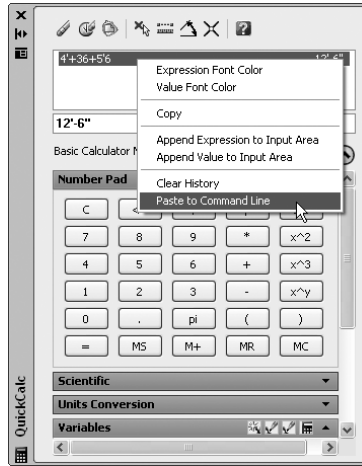 4'+36+5'6
12'-6"
Expression Font Color
Value Font Color
Copy
Append Expression to Input Area
Append Value to Input Area
Clear History
Paste to Command Line
12'-6"
Basic Calculator
Number Pad
C
7 8 9 * x^2
4 5 6 + x^3
1 2 3 - x^y
0 . pi ( )
= MS M+ MR MC
Scientific
Units Conversion
Variables
QuickCalc